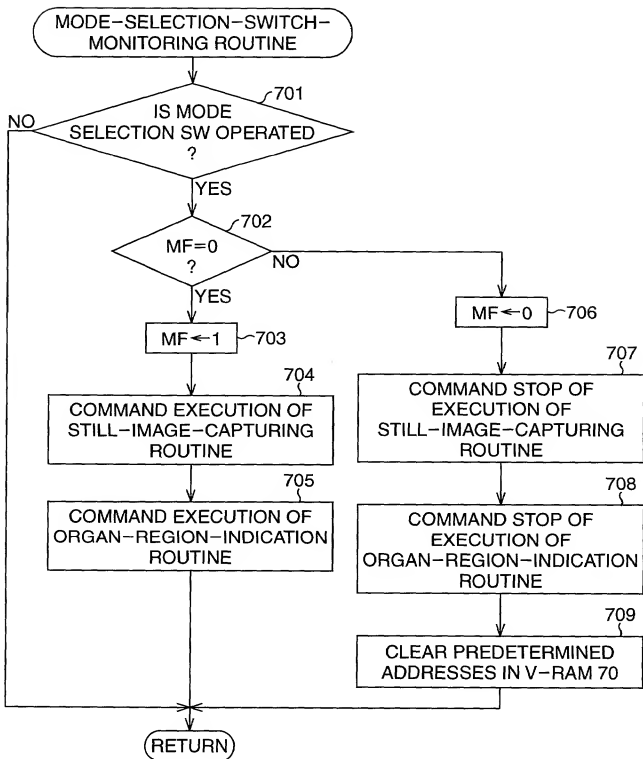 MODE-SELECTION-SWITCH-
MONITORING ROUTINE
701
IS MODE
SELECTION SW OPERATED
?
NO
YES
702
MF=0
?
NO
YES
MF←1
703
704
COMMAND EXECUTION OF
STILL-IMAGE-CAPTURING
ROUTINE
705
COMMAND EXECUTION OF
ORGAN-REGION-INDICATION
ROUTINE
MF←0
706
707
COMMAND STOP OF
EXECUTION OF
STILL-IMAGE-CAPTURING
ROUTINE
708
COMMAND STOP OF
EXECUTION OF
ORGAN-REGION-INDICATION
ROUTINE
709
CLEAR PREDETERMINED
ADDRESSES IN V-RAM 70
RETURN